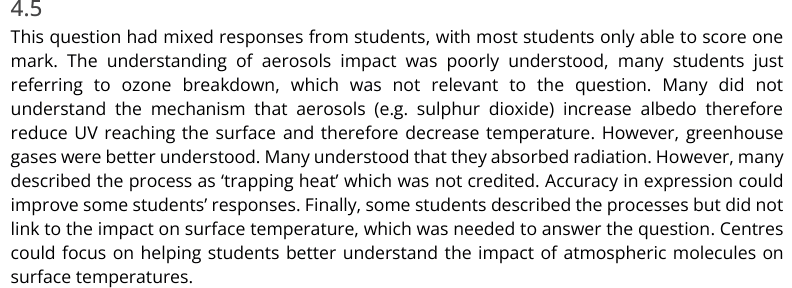 4.5
This question had mixed responses from students, with most students only able to score one
mark. The understanding of aerosols impact was poorly understood, many students just
referring to ozone breakdown, which was not relevant to the question. Many did not
understand the mechanism that aerosols (e.g. sulphur dioxide) increase albedo therefore
reduce UV reaching the surface and therefore decrease temperature. However, greenhouse
gases were better understood. Many understood that they absorbed radiation. However, many
described the process as ‘trapping heat’ which was not credited. Accuracy in expression could
improve some students’ responses. Finally, some students described the processes but did not
link to the impact on surface temperature, which was needed to answer the question. Centres
could focus on helping students better understand the impact of atmospheric molecules on
surface temperatures.